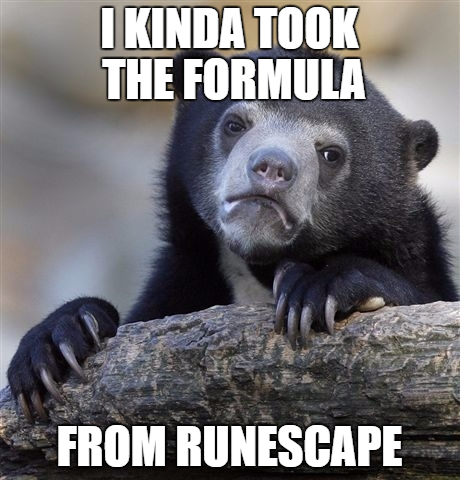 I KINDA TOOK
THE FORMULA
FROM RUNESCAPE